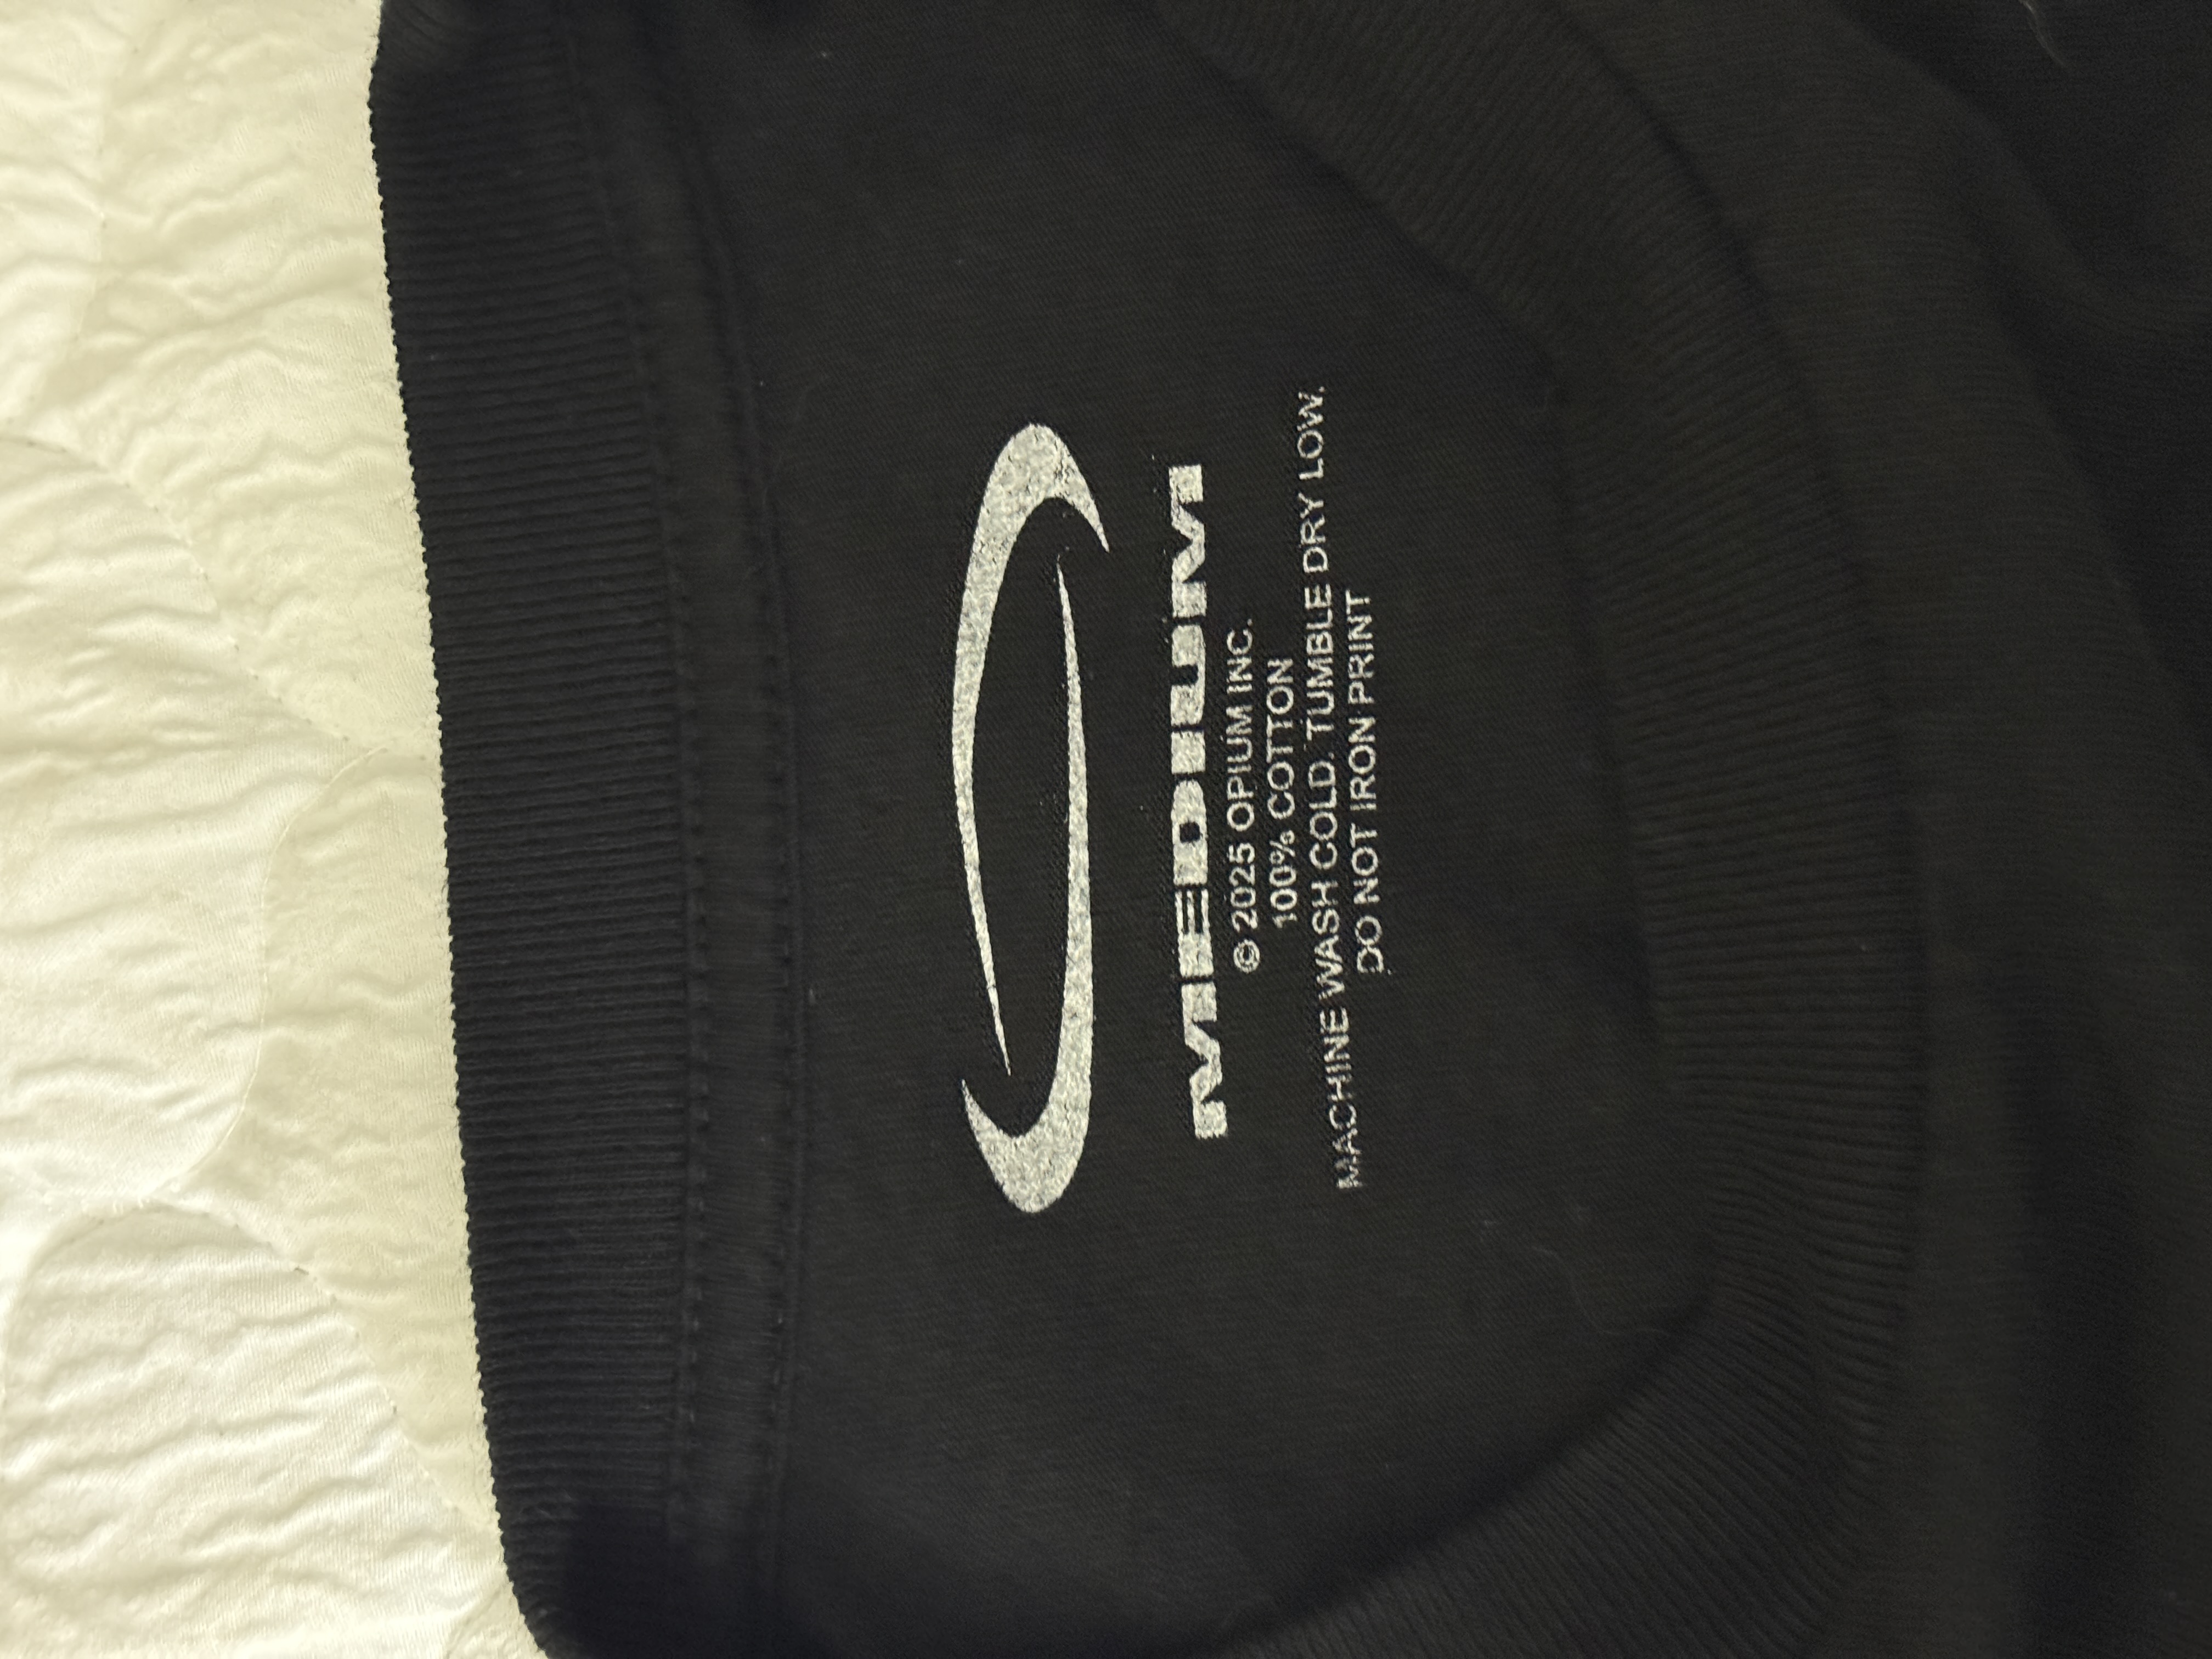 MEDIUM
© 2025 OPIUM INC.
100% COTTON
MACHINE WASH COLD. TUMBLE DRY LOW.
DO NOT IRON PRINT